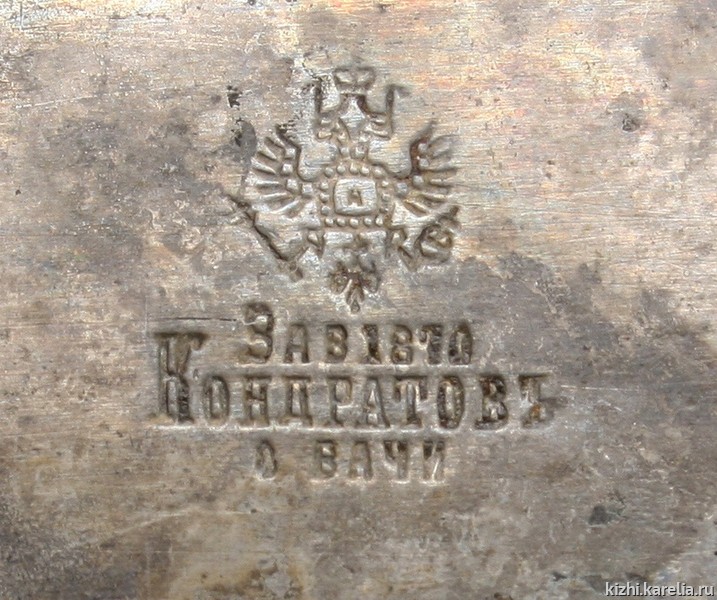 А
ЗАВ 1870
КОНДРАТОВЪ
В ВАЧИ
kizhi.karelia.ru